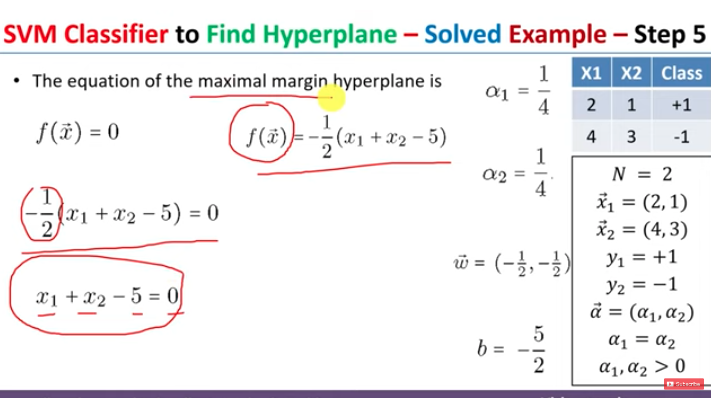 SVM Classifier to Find Hyperplane – Solved Example – Step 5
• The equation of the maximal margin hyperplane is
f(x⃗) = 0
f(x⃗) = −1/2(x₁ + x₂ − 5)
−1/2(x₁ + x₂ − 5) = 0
x₁ + x₂ − 5 = 0
α₁ = 1/4
α₂ = 1/4.
w⃗ = (−1/2, −1/2)
b = −5/2
X1 X2 Class
2 1 +1
4 3 -1
N = 2
x⃗₁ = (2, 1)
x⃗₂ = (4, 3)
y₁ = +1
y₂ = −1
α⃗ = (α₁, α₂)
α₁ = α₂
α₁, α₂ > 0
Subscribe